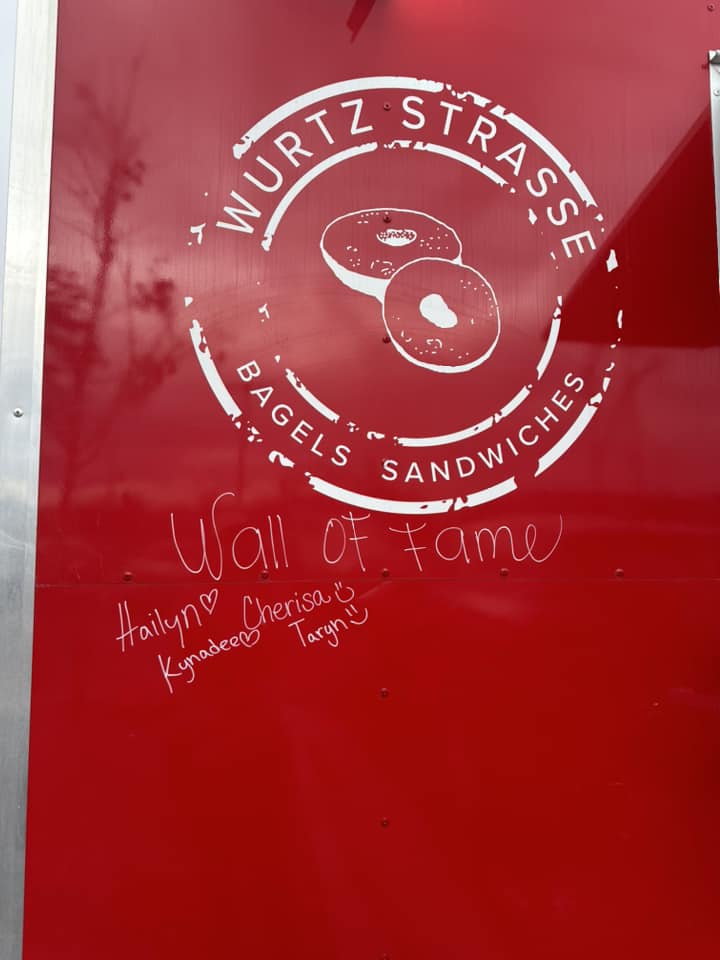 WURTZ STRASSE
BAGELS SANDWICHES
Wall OF Fame
Hailyn♡ Cherisa
Kynadee♡ Taryn